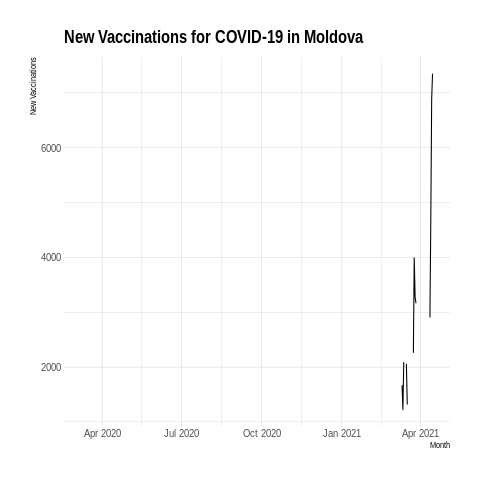 New Vaccinations for COVID-19 in Moldova
New Vaccinations
6000
4000
2000
Apr 2020 Jul 2020 Oct 2020 Jan 2021 Apr 2021
Month